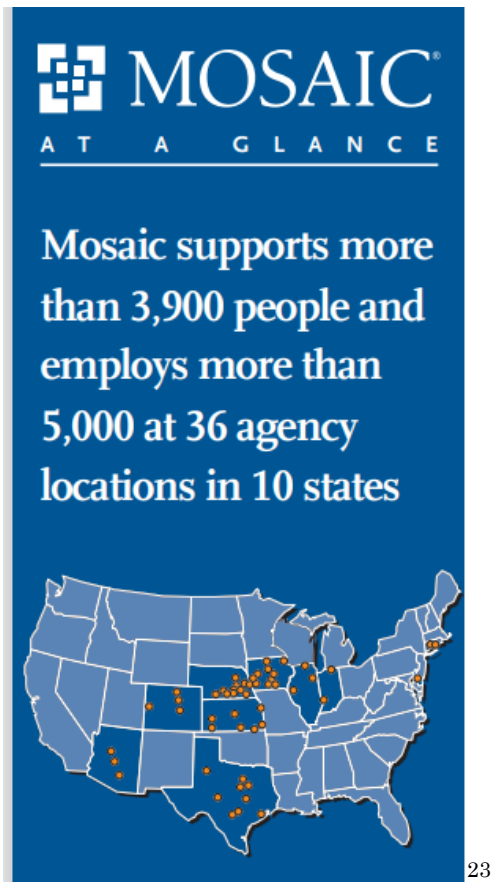 MOSAIC®
AT A GLANCE
Mosaic supports more
than 3,900 people and
employs more than
5,000 at 36 agency
locations in 10 states
23